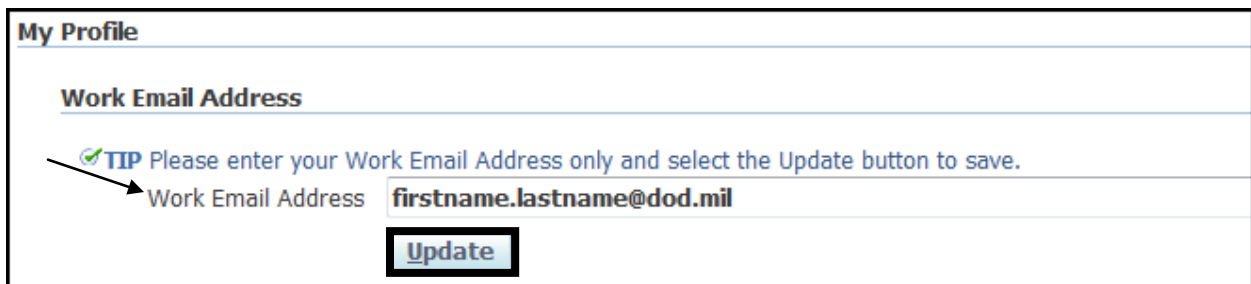 My Profile
Work Email Address
TIP Please enter your Work Email Address only and select the Update button to save.
Work Email Address firstname.lastname@dod.mil
Update